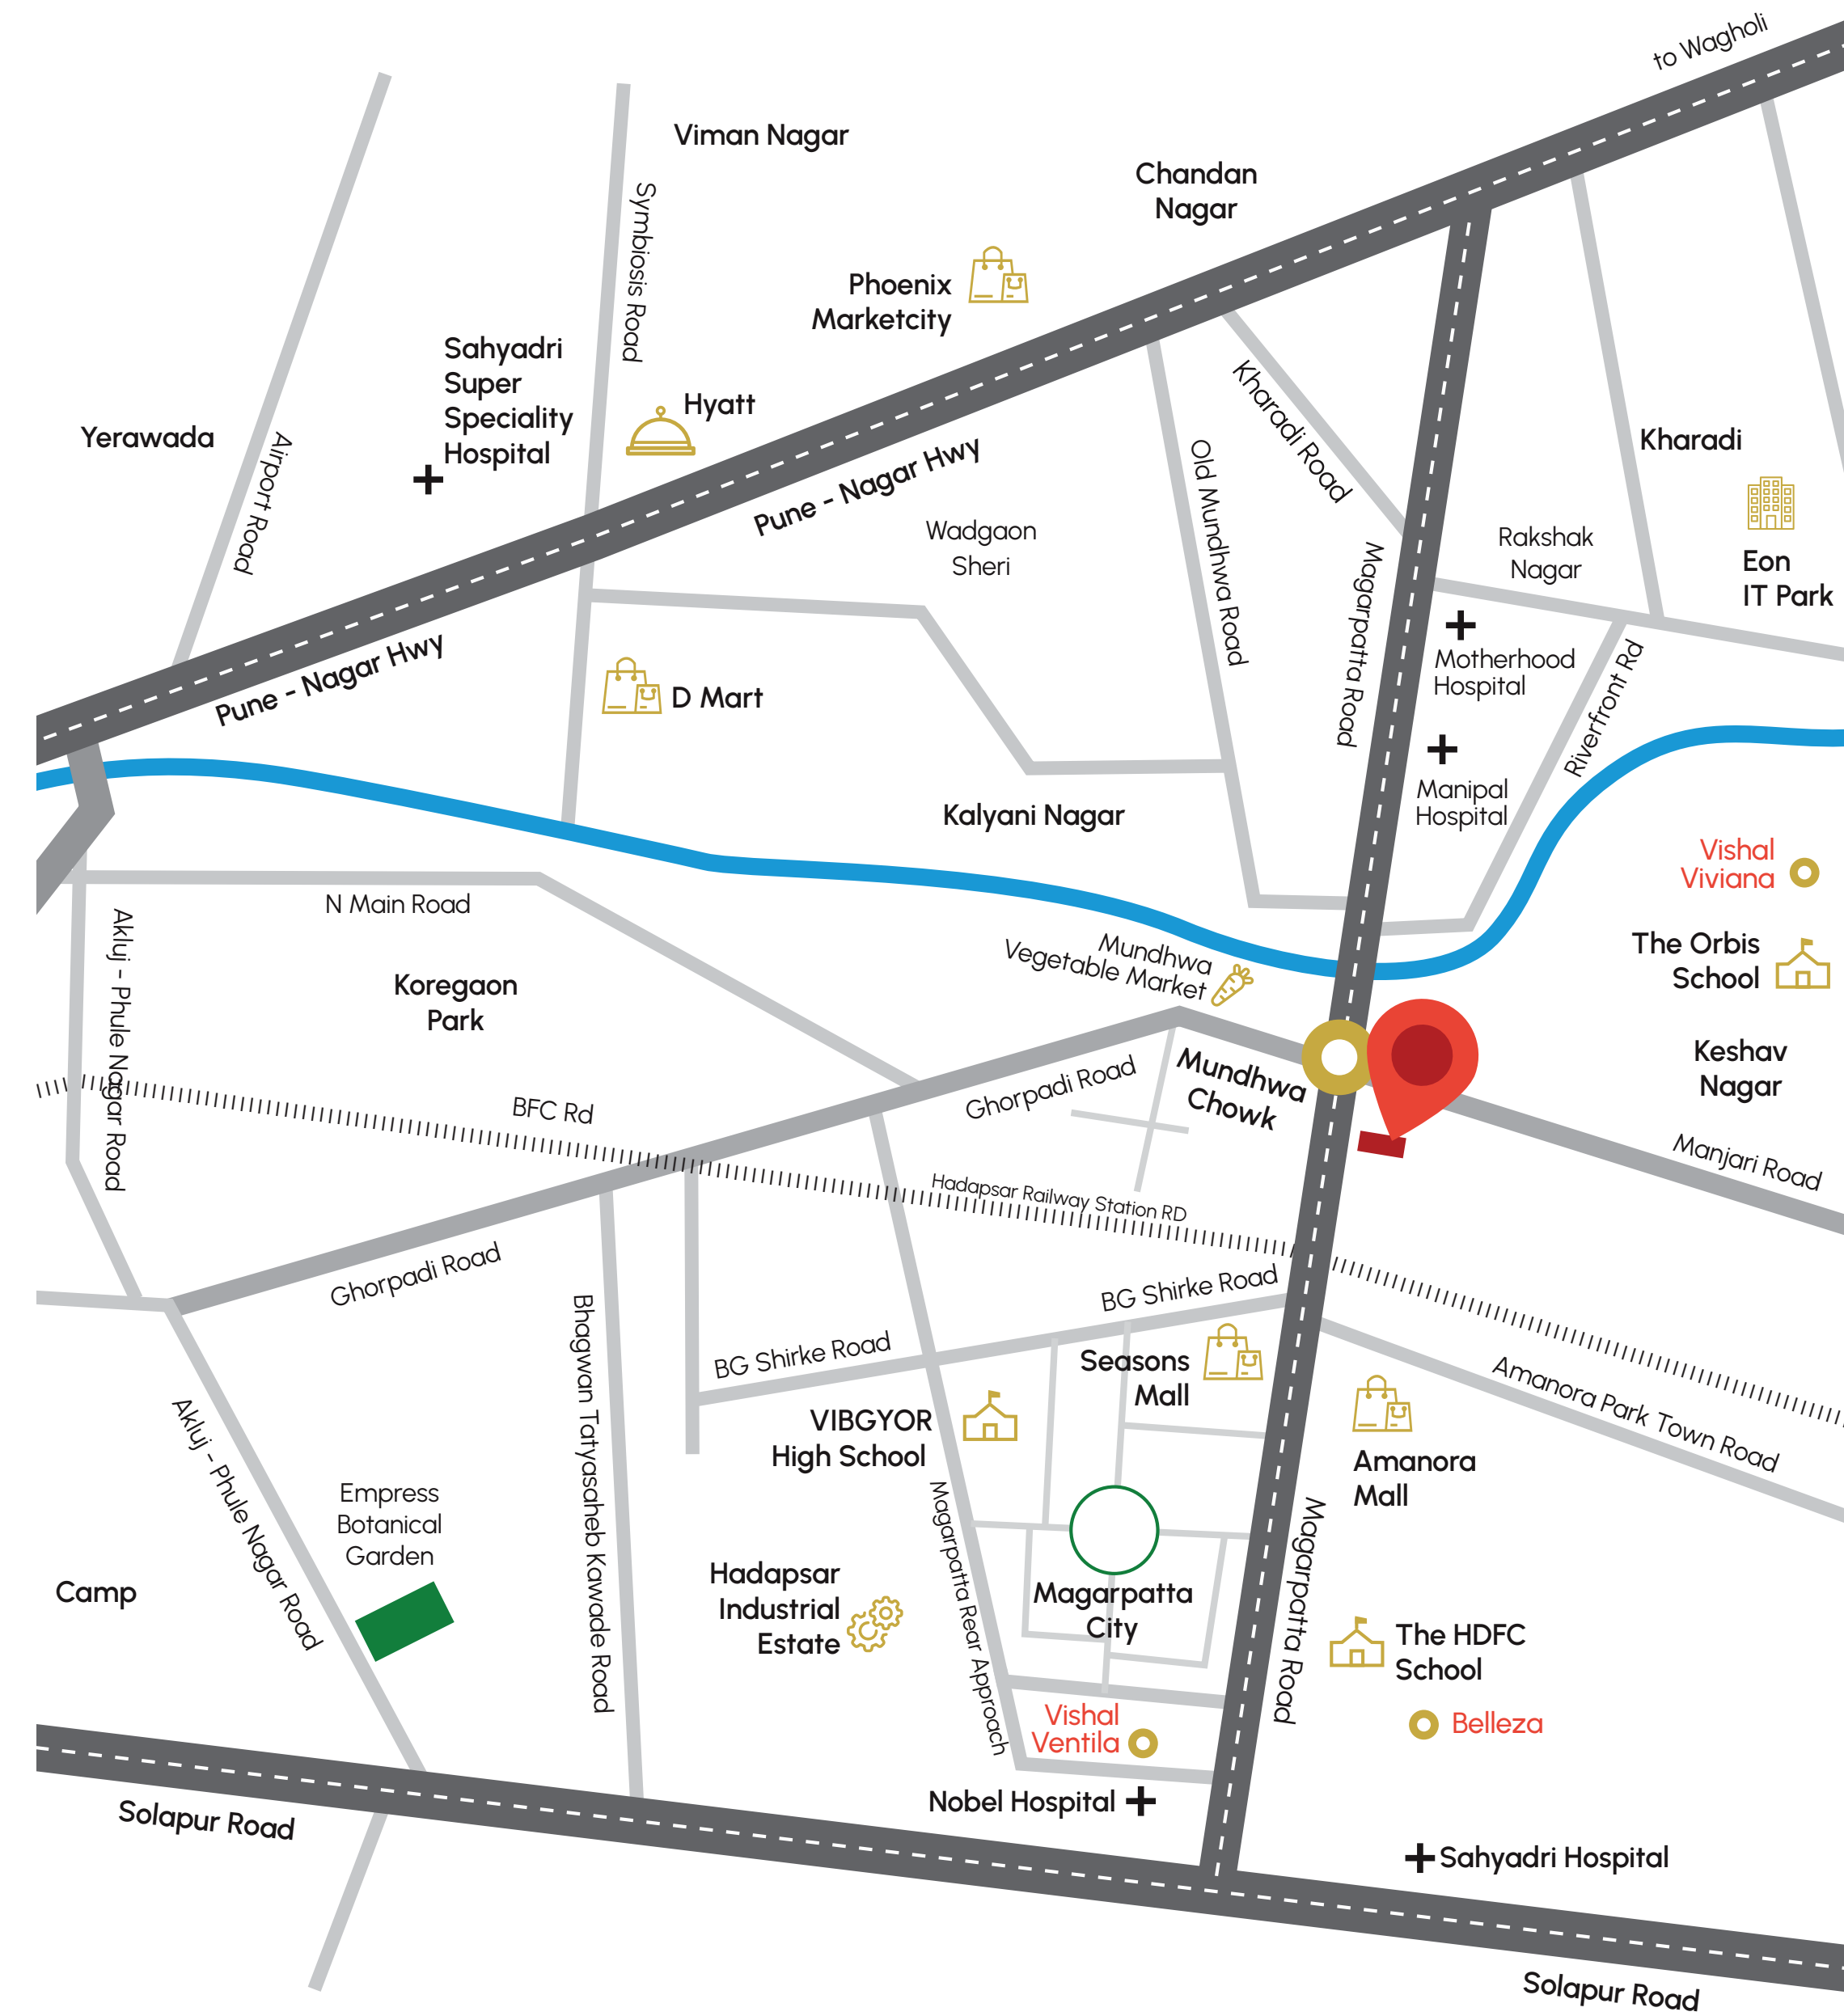 to Wagholi
Viman Nagar
Chandan
Nagar
Symbiosis Road
Phoenix
Marketcity
Sahyadri
Super
Speciality
Hospital
Hyatt
Yerawada
Airport Road
Kharadi Road
Kharadi
Pune - Nagar Hwy
Old Mundhwa Road
Wadgaon
Sheri
Rakshak
Nagar
Eon
IT Park
Magarpatta Road
Motherhood
Hospital
Pune - Nagar Hwy
D Mart
Riverfront Rd
Manipal
Hospital
Kalyani Nagar
Vishal
Viviana
N Main Road
Akluj - Phule Nagar Road
Mundhwa
Vegetable Market
The Orbis
School
Koregaon
Park
Mundhwa
Chowk
Keshav
Nagar
Ghorpadi Road
BFC Rd
Manjari Road
Hadapsar Railway Station RD
Ghorpadi Road
BG Shirke Road
BG Shirke Road
Seasons
Mall
Amanora Park Town Road
Bhagwan Tatyasaheb Kawade Road
VIBGYOR
High School
Amanora
Mall
Akluj - Phule Nagar Road
Empress
Botanical
Garden
Magarpatta Rear Approach
Magarpatta Road
Camp
Hadapsar
Industrial
Estate
Magarpatta
City
The HDFC
School
Vishal
Ventila
Belleza
Nobel Hospital
Solapur Road
Sahyadri Hospital
Solapur Road